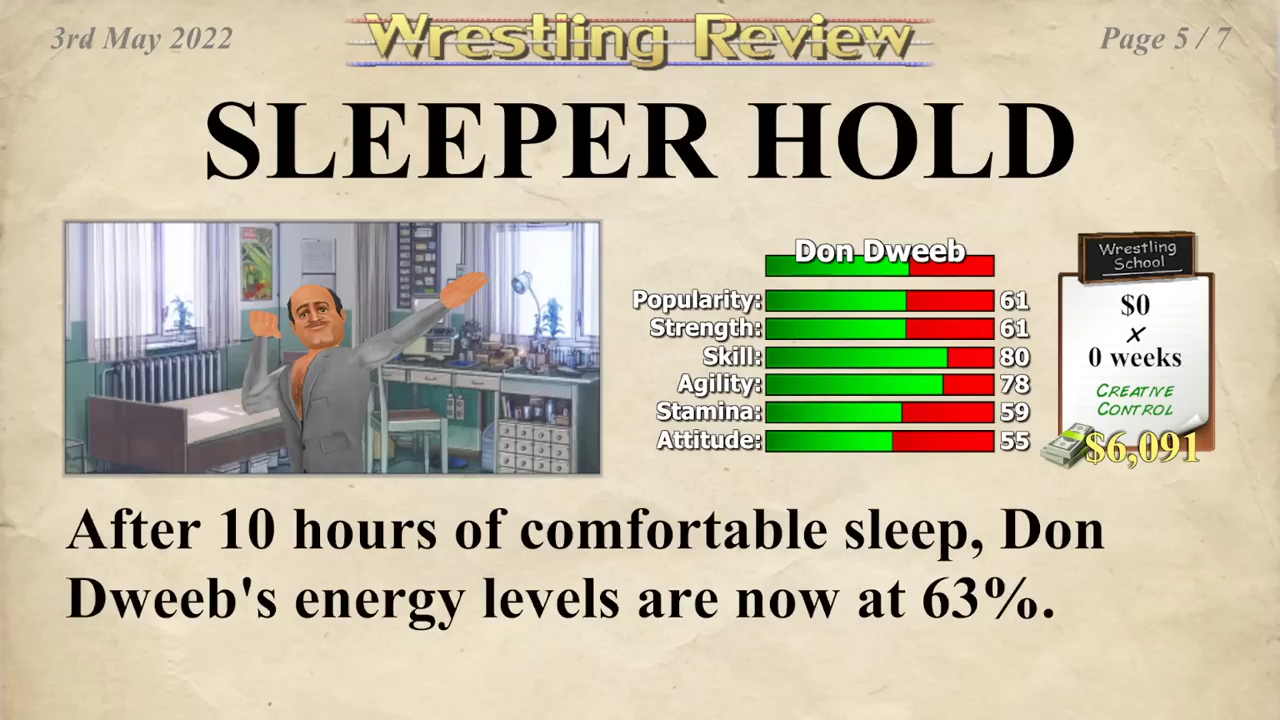 3rd May 2022
Wrestling Review
Page 5 / 7
SLEEPER HOLD
Don Dweeb
Popularity: 61
Strength: 61
Skill: 80
Agility: 78
Stamina: 59
Attitude: 55
Wrestling
School
$0
x
0 weeks
CREATIVE
CONTROL
$6,091
After 10 hours of comfortable sleep, Don
Dweeb's energy levels are now at 63%.